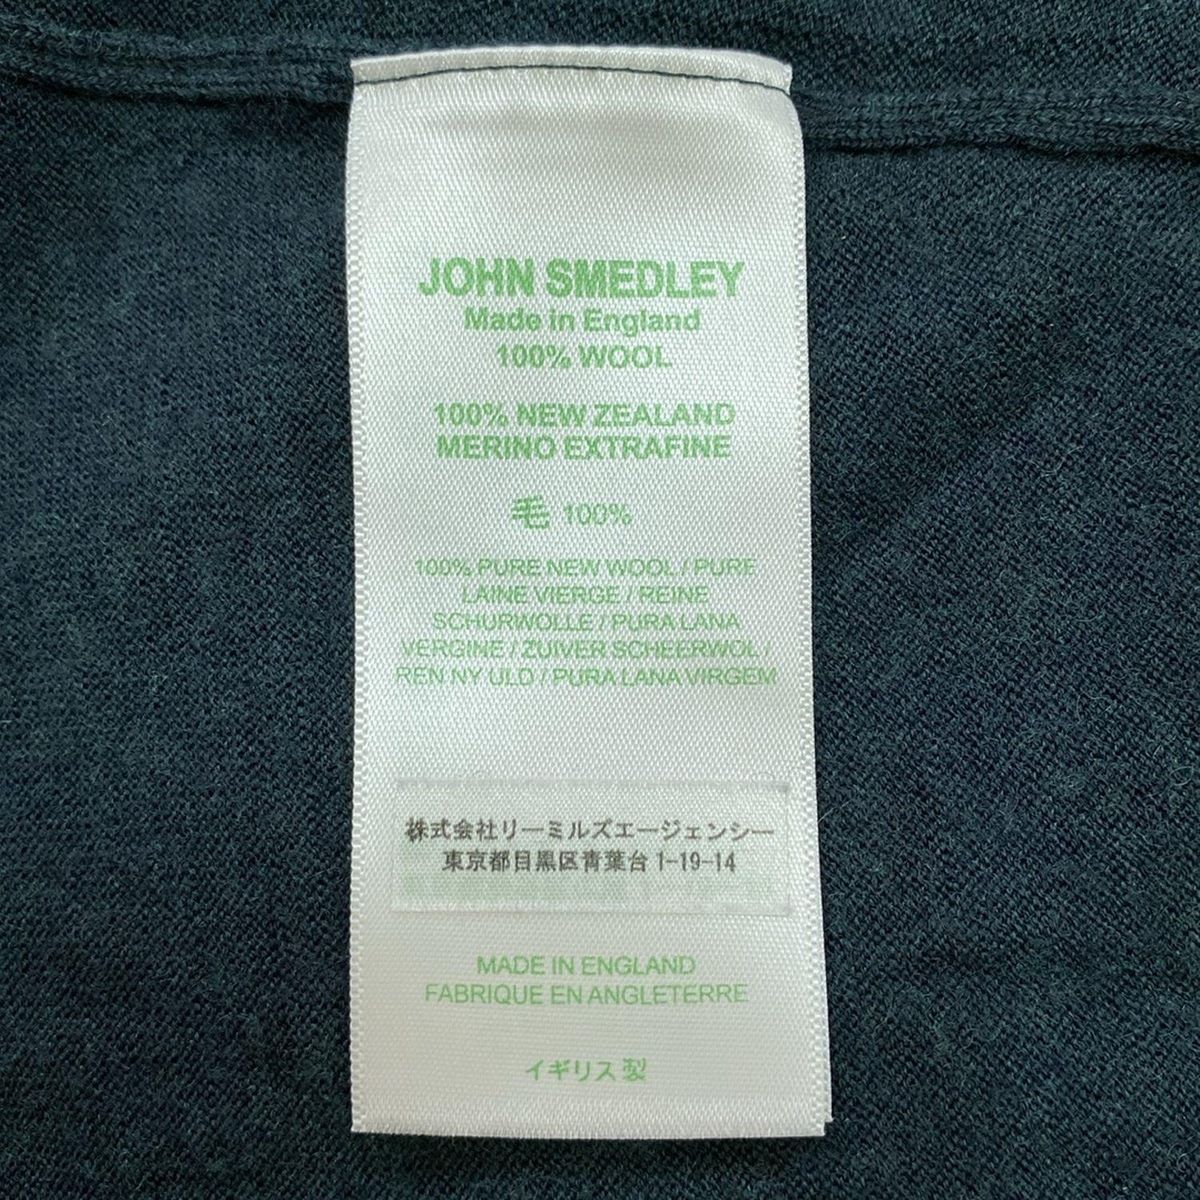 JOHN SMEDLEY
Made in England
100% WOOL
100% NEW ZEALAND
MERINO EXTRAFINE
毛 100%
100% PURE NEW WOOL / PURE
LAINE VIERGE / REINE
SCHURWOLLE / PURA LANA
VERGINE / ZUIVER SCHEERWOL /
REN NY ULD / PURA LANA VIRGEM
株式会社リーミルズエージェンシー
東京都目黒区青葉台1-19-14
MADE IN ENGLAND
FABRIQUE EN ANGLETERRE
イギリス製